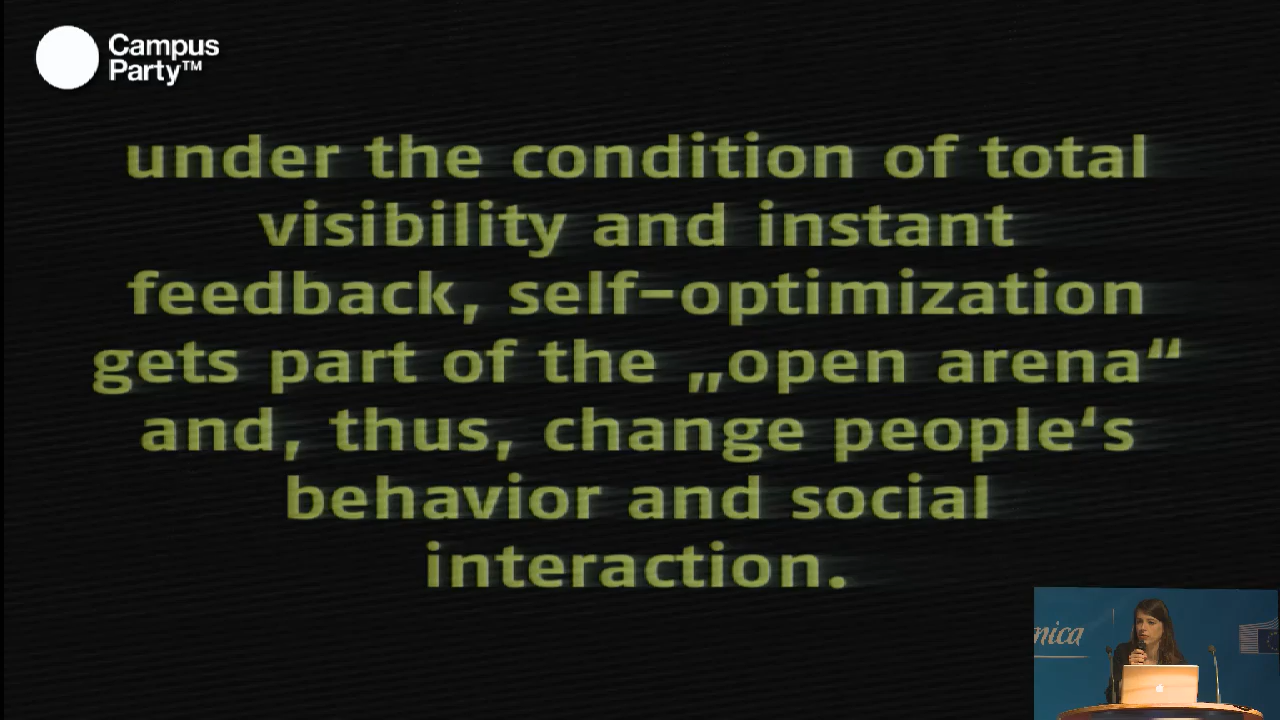 Campus
Party™
under the condition of total
visibility and instant
feedback, self-optimization
gets part of the „open arena“
and, thus, change people‘s
behavior and social
interaction.